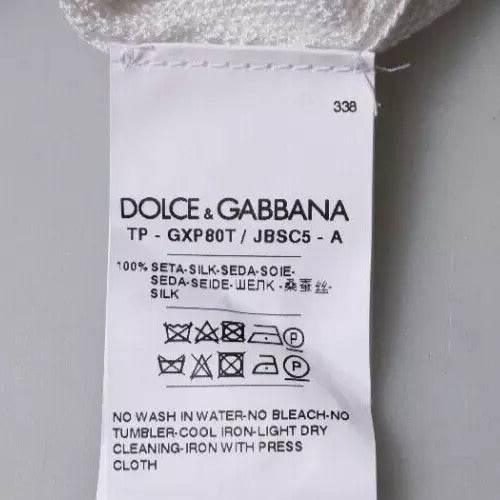 338
DOLCE & GABBANA
TP - GXP80T / JBSC5 - A
100% SETA-SILK-SEDA-SOIE-
SEDA-SEIDE-ШЕЛК -桑蚕丝-
SILK
P
P
NO WASH IN WATER-NO BLEACH-NO
TUMBLER-COOL IRON-LIGHT DRY
CLEANING-IRON WITH PRESS
CLOTH